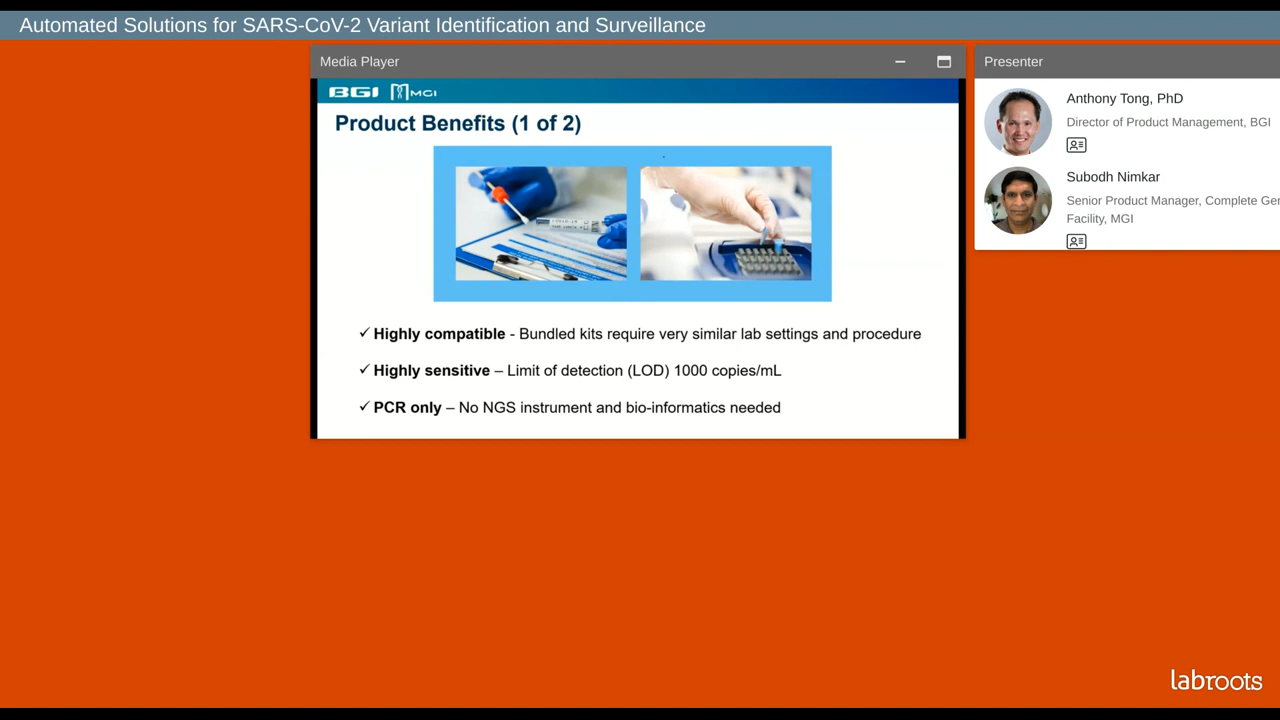 Automated Solutions for SARS-CoV-2 Variant Identification and Surveillance
Media Player
Presenter
BGI MGI
Product Benefits (1 of 2)
COVID-19
✓ Highly compatible - Bundled kits require very similar lab settings and procedure
✓ Highly sensitive – Limit of detection (LOD) 1000 copies/mL
✓ PCR only – No NGS instrument and bio-informatics needed
Anthony Tong, PhD
Director of Product Management, BGI
Subodh Nimkar
Senior Product Manager, Complete Ge
Facility, MGI
labroots